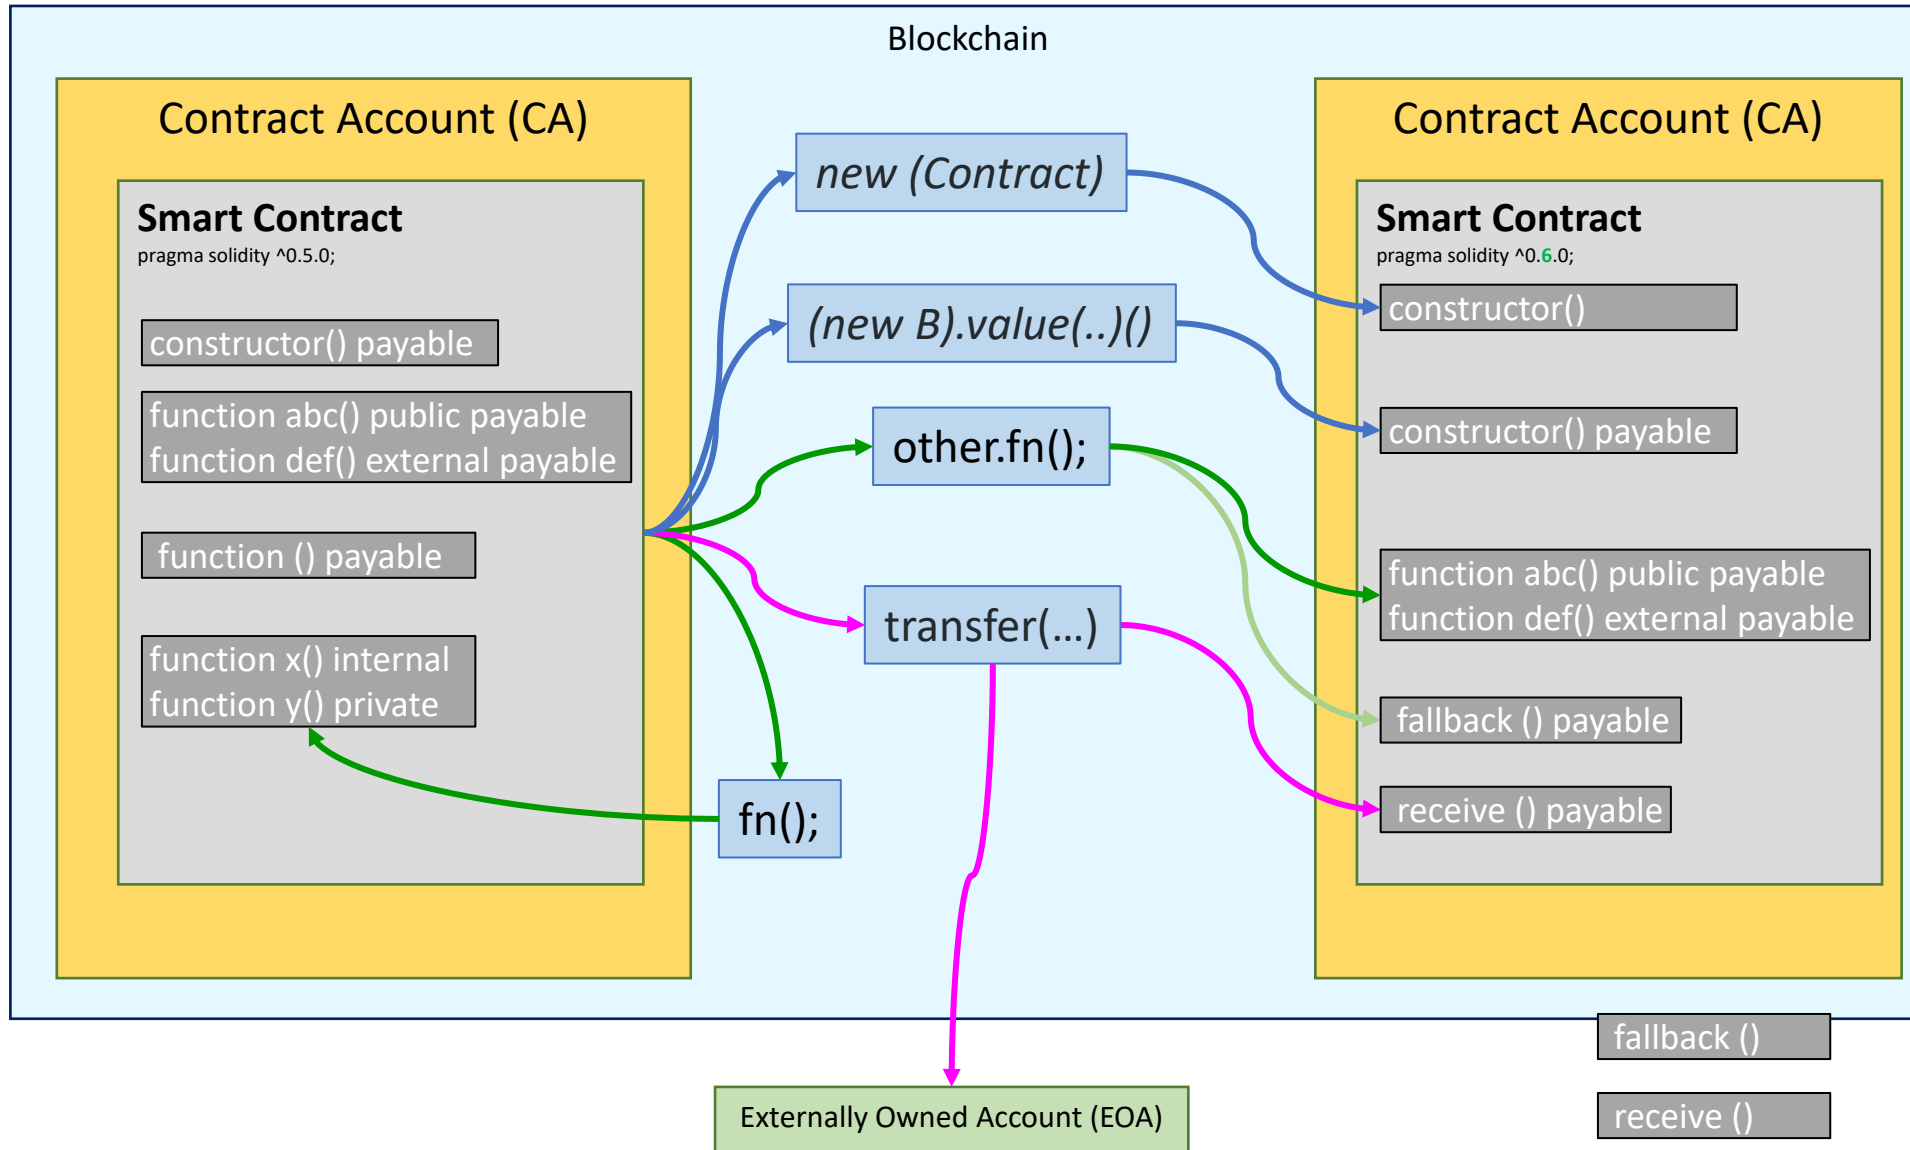 Blockchain
Contract Account (CA)
Smart Contract
pragma solidity ^0.5.0;
constructor() payable
function abc() public payable
function def() external payable
function () payable
function x() internal
function y() private
new (Contract)
(new B).value(..)()
other.fn();
transfer(...)
fn();
Contract Account (CA)
Smart Contract
pragma solidity ^0.6.0;
constructor()
constructor() payable
function abc() public payable
function def() external payable
fallback () payable
receive () payable
Externally Owned Account (EOA)
fallback ()
receive ()